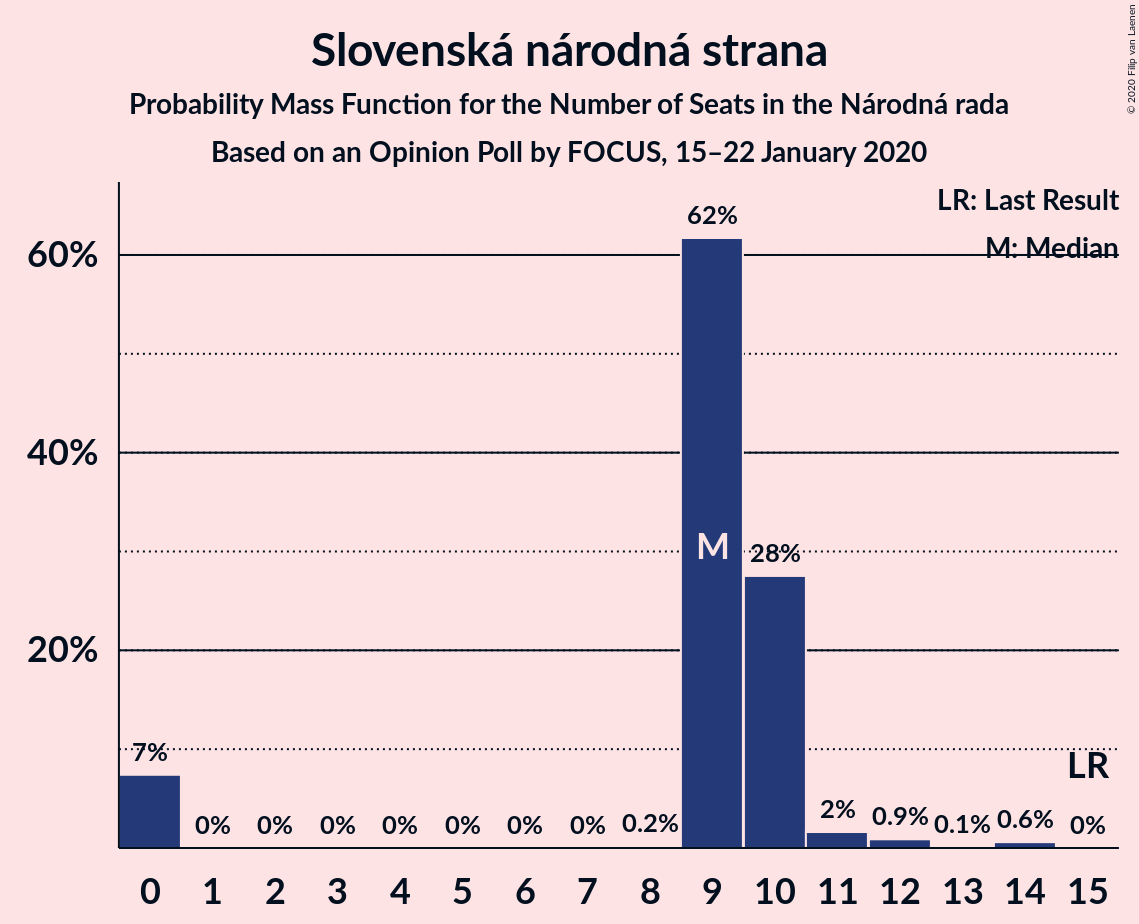 Slovenská národná strana
Probability Mass Function for the Number of Seats in the Národná rada
Based on an Opinion Poll by FOCUS, 15–22 January 2020
© 2020 Filip van Laenen
LR: Last Result
M: Median
60%
40%
20%
7%
0%
0%
0%
0%
0%
0%
0%
0.2%
62%
M
28%
2%
0.9%
0.1%
0.6%
0%
LR
0 1 2 3 4 5 6 7 8 9 10 11 12 13 14 15